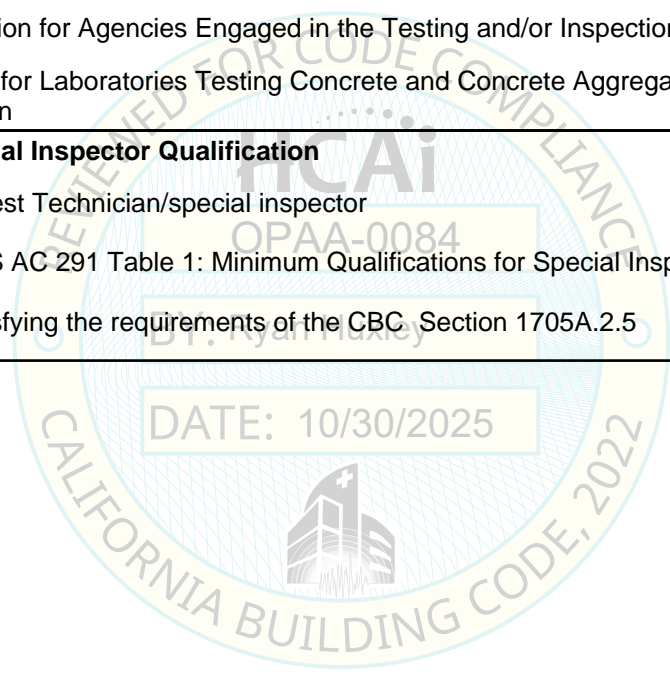 ion for Agencies Engaged in the Testing and/or Inspection
for Laboratories Testing Concrete and Concrete Aggrega
n
al Inspector Qualification
est Technician/special inspector
AC 291 Table 1: Minimum Qualifications for Special Insp
fying the requirements of the CBC Section 1705A.2.5
REVIEWED FOR CODE COMPLIANCE
HCAi
OPAA-0084
BY: Ryan Huxley
DATE: 10/30/2025
CALIFORNIA BUILDING CODE, 2022